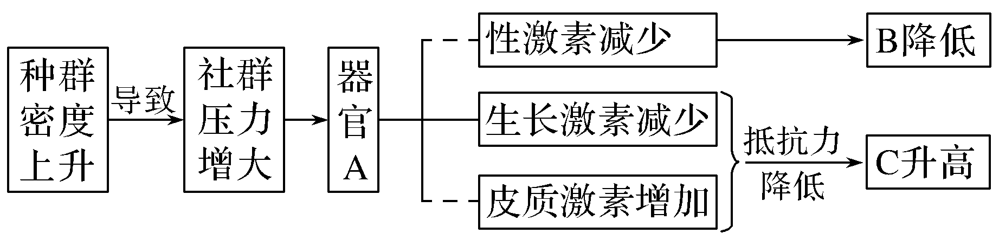 种群
密度
上升
导致
社群
压力
增大
器
官
A
性激素减少
B降低
生长激素减少
皮质激素增加
抵抗力
降低
C升高